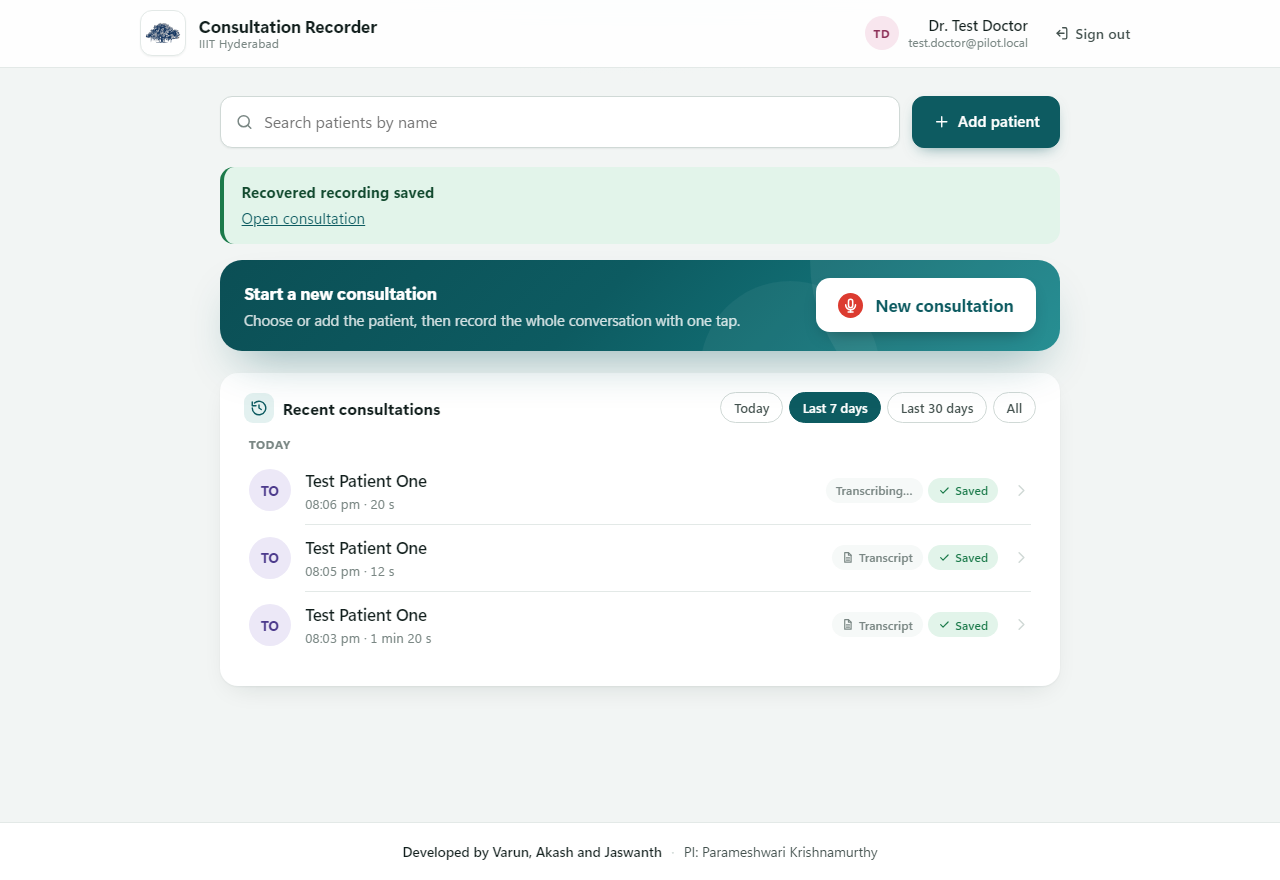 Consultation Recorder
IIIT Hyderabad
TD
Dr. Test Doctor
test.doctor@pilot.local
Sign out
Search patients by name
Add patient
Recovered recording saved
Open consultation
Start a new consultation
Choose or add the patient, then record the whole conversation with one tap.
New consultation
Recent consultations
Today
Last 7 days
Last 30 days
All
TODAY
TO
Test Patient One
08:06 pm · 20 s
Transcribing...
Saved
TO
Test Patient One
08:05 pm · 12 s
Transcript
Saved
TO
Test Patient One
08:03 pm · 1 min 20 s
Transcript
Saved
Developed by Varun, Akash and Jaswanth · PI: Parameshwari Krishnamurthy